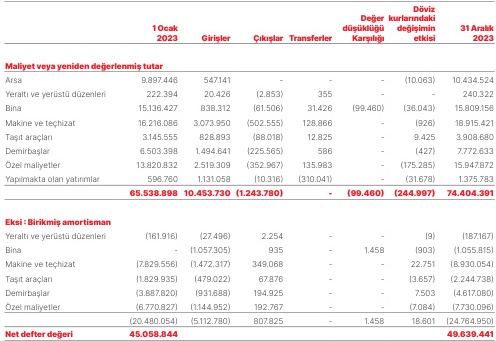 Döviz
Değer kurlarındaki
1 Ocak düşüklüğü değişimin 31 Aralık
2023 Girişler Çıkışlar Transferler Karşılığı etkisi 2023
Maliyet veya yeniden değerlenmiş tutar
Arsa 9.897.446 547.141 - - - (10.063) 10.434.524
Yeraltı ve yerüstü düzenleri 222.394 20.426 (2.853) 355 - - 240.322
Bina 15.136.427 838.312 (61.506) 31.426 (99.460) (36.043) 15.809.156
Makine ve teçhizat 16.216.086 3.073.950 (502.555) 128.866 - (926) 18.915.421
Taşıt araçları 3.145.555 828.893 (88.018) 12.825 - 9.425 3.908.680
Demirbaşlar 6.503.398 1.494.641 (225.565) 586 - (427) 7.772.633
Özel maliyetler 13.820.832 2.519.309 (352.967) 135.983 - (175.285) 15.947.872
Yapılmakta olan yatırımlar 596.760 1.131.058 (10.316) (310.041) - (31.678) 1.375.783
65.538.898 10.453.730 (1.243.780) - (99.460) (244.997) 74.404.391
Eksi : Birikmiş amortisman
Yeraltı ve yerüstü düzenleri (161.916) (27.496) 2.254 - - (9) (187.167)
Bina - (1.057.305) 935 - 1.458 (903) (1.055.815)
Makine ve teçhizat (7.829.556) (1.472.317) 349.068 - - 22.751 (8.930.054)
Taşıt araçları (1.829.935) (479.022) 67.876 - - (3.657) (2.244.738)
Demirbaşlar (3.887.820) (931.688) 194.925 - - 7.503 (4.617.080)
Özel maliyetler (6.770.827) (1.144.952) 192.767 - - (7.084) (7.730.096)
(20.480.054) (5.112.780) 807.825 - 1.458 18.601 (24.764.950)
Net defter değeri 45.058.844 49.639.441